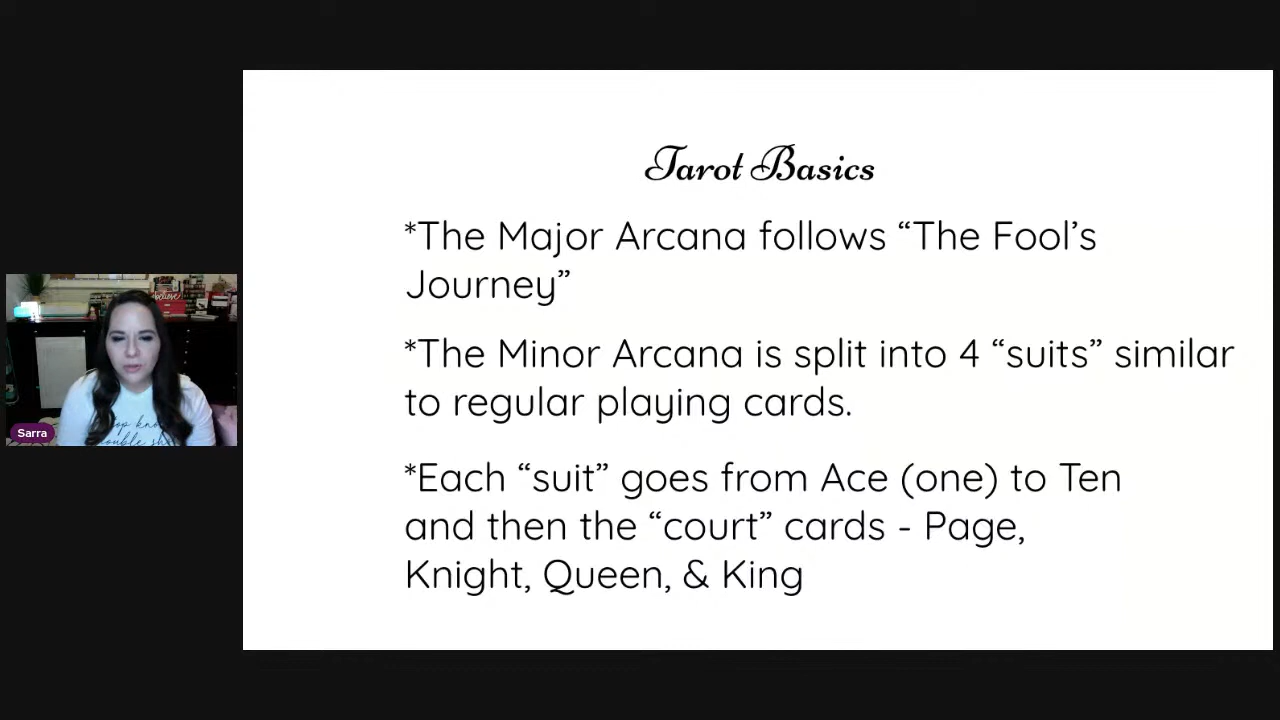 Tarot Basics
*The Major Arcana follows “The Fool’s
Journey”
*The Minor Arcana is split into 4 “suits” similar
to regular playing cards.
*Each “suit” goes from Ace (one) to Ten
and then the “court” cards - Page,
Knight, Queen, & King
believe
Sarra